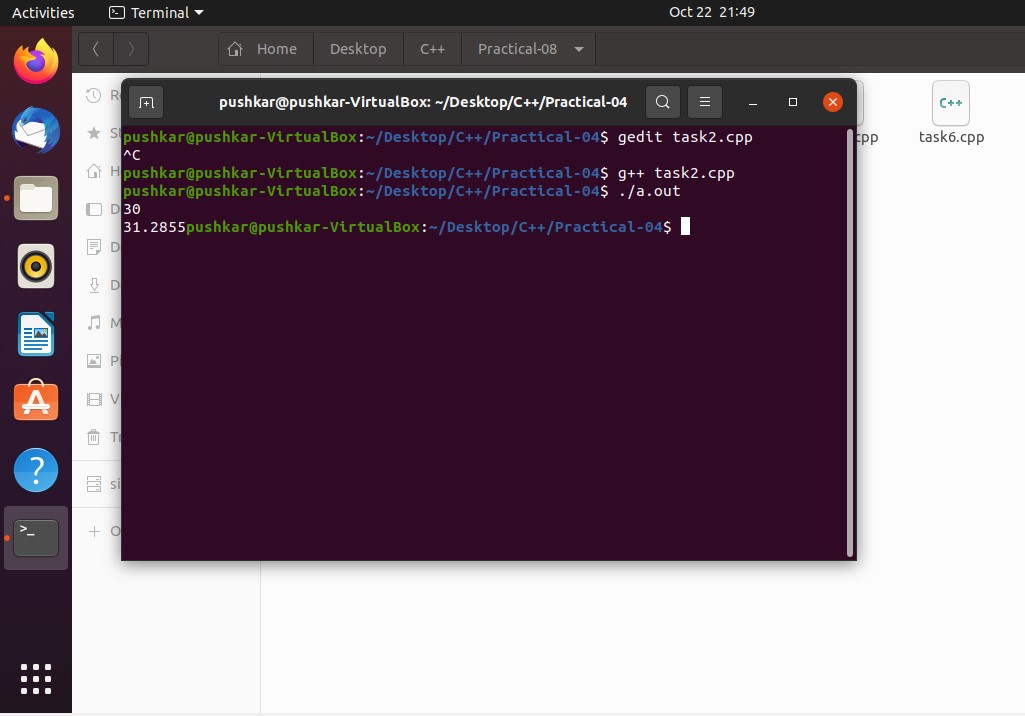 Activities Terminal Oct 22 21:49
Home Desktop C++ Practical-08
pushkar@pushkar-VirtualBox: ~/Desktop/C++/Practical-04
pushkar@pushkar-VirtualBox:~/Desktop/C++/Practical-04$ gedit task2.cpp
^C
pushkar@pushkar-VirtualBox:~/Desktop/C++/Practical-04$ g++ task2.cpp
pushkar@pushkar-VirtualBox:~/Desktop/C++/Practical-04$ ./a.out
30
31.2855pushkar@pushkar-VirtualBox:~/Desktop/C++/Practical-04$
C++
cpp task6.cpp
>_
?